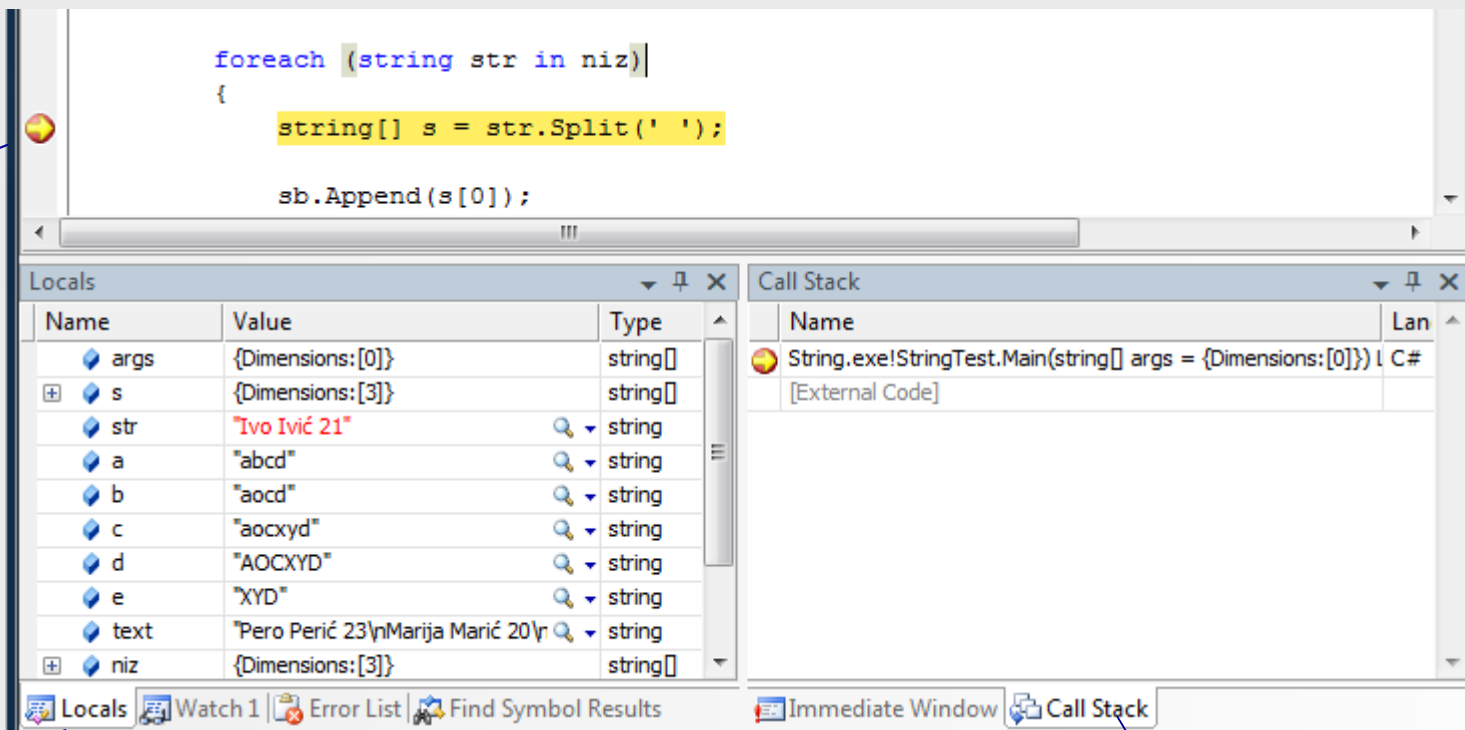 foreach (string str in niz)
{
string[] s = str.Split(' ');
sb.Append(s[0]);
Locals
Name Value Type
args {Dimensions:[0]} string[]
s {Dimensions:[3]} string[]
str "Ivo Ivić 21" string
a "abcd" string
b "aocd" string
c "aocxyd" string
d "AOCXYD" string
e "XYD" string
text "Pero Perić 23\nMarija Marić 20\n string
niz {Dimensions:[3]} string[]
Locals Watch 1 Error List Find Symbol Results
Call Stack
Name Lan
String.exe!StringTest.Main(string[] args = {Dimensions:[0]}) L C#
[External Code]
Immediate Window Call Stack